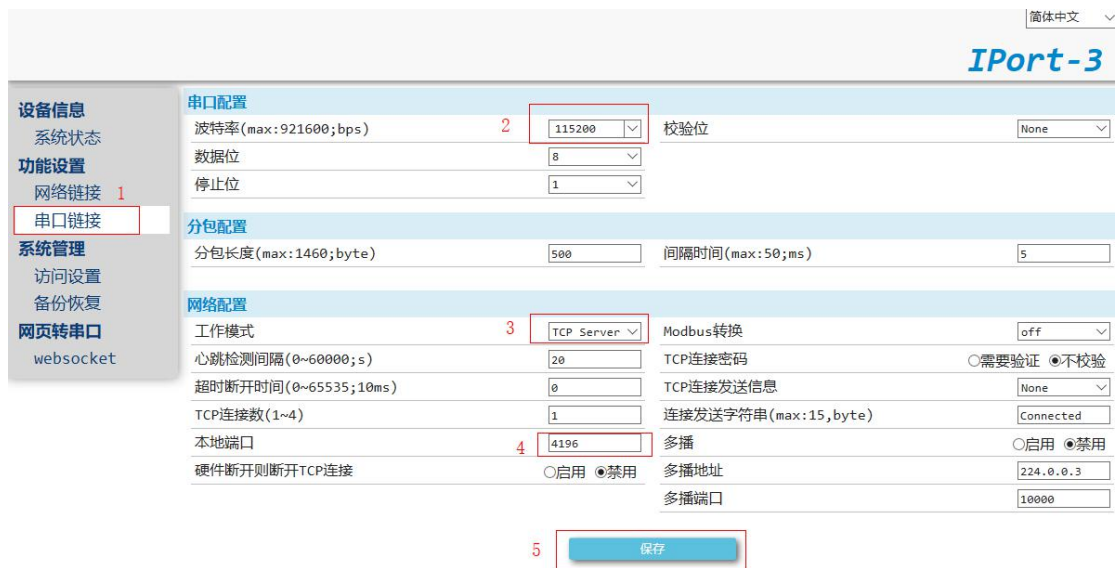 简体中文
IPort-3
设备信息
系统状态
功能设置
网络链接 1
串口链接
系统管理
访问设置
备份恢复
网页转串口
websocket
串口配置
波特率(max:921600;bps) 2 115200 校验位 None
数据位 8
停止位 1
分包配置
分包长度(max:1460;byte) 500 间隔时间(max:50;ms) 5
网络配置
工作模式 3 TCP Server Modbus转换 off
心跳检测间隔(0~60000;s) 20 TCP连接密码 需要验证 不校验
超时断开时间(0~65535;10ms) 0 TCP连接发送信息 None
TCP连接数(1~4) 1 连接发送字符串(max:15,byte) Connected
本地端口 4 4196 多播 启用 禁用
硬件断开则断开TCP连接 启用 禁用 多播地址 224.0.0.3
多播端口 10000
5 保存